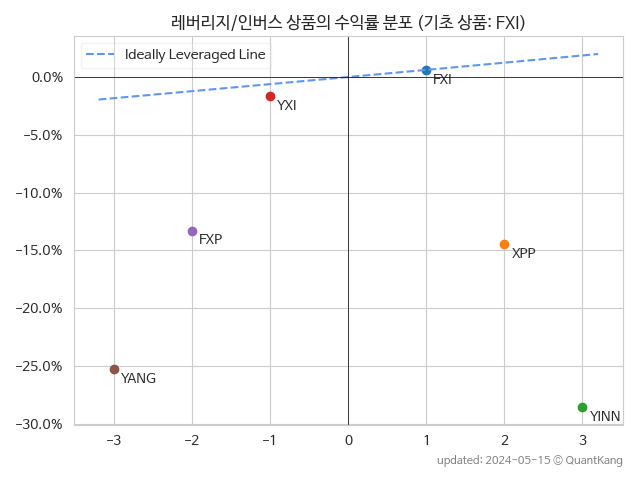 레버리지/인버스 상품의 수익률 분포 (기초 상품: FXI)
Ideally Leveraged Line
0.0%
FXI
YXI
−5.0%
−10.0%
FXP
−15.0%
XPP
−20.0%
−25.0%
YANG
YINN
−30.0%
−3 −2 −1 0 1 2 3
updated: 2024-05-15 © QuantKang